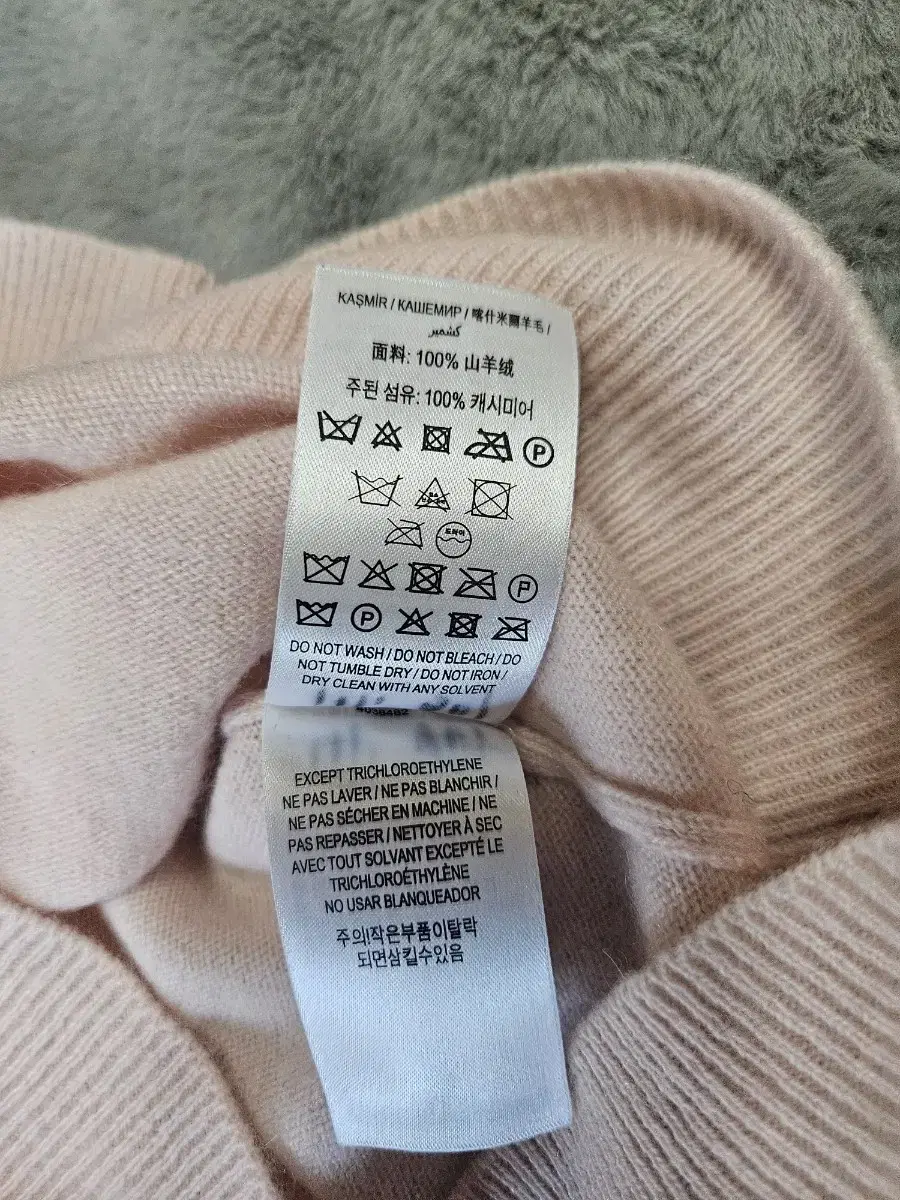 KAŞMİR / КАШЕМИР / 喀什米爾羊毛 /
كشمير
面料: 100% 山羊绒
주된 섬유: 100% 캐시미어
P
드라이
P
P
DO NOT WASH / DO NOT BLEACH / DO
NOT TUMBLE DRY / DO NOT IRON /
DRY CLEAN WITH ANY SOLVENT
EXCEPT TRICHLOROETHYLENE
NE PAS LAVER / NE PAS BLANCHIR /
NE PAS SÉCHER EN MACHINE / NE
PAS REPASSER / NETTOYER À SEC
AVEC TOUT SOLVANT EXCEPTÉ LE
TRICHLOROÉTHYLÈNE
NO USAR BLANQUEADOR
주의!작은부품이탈락
되면삼킬수있음